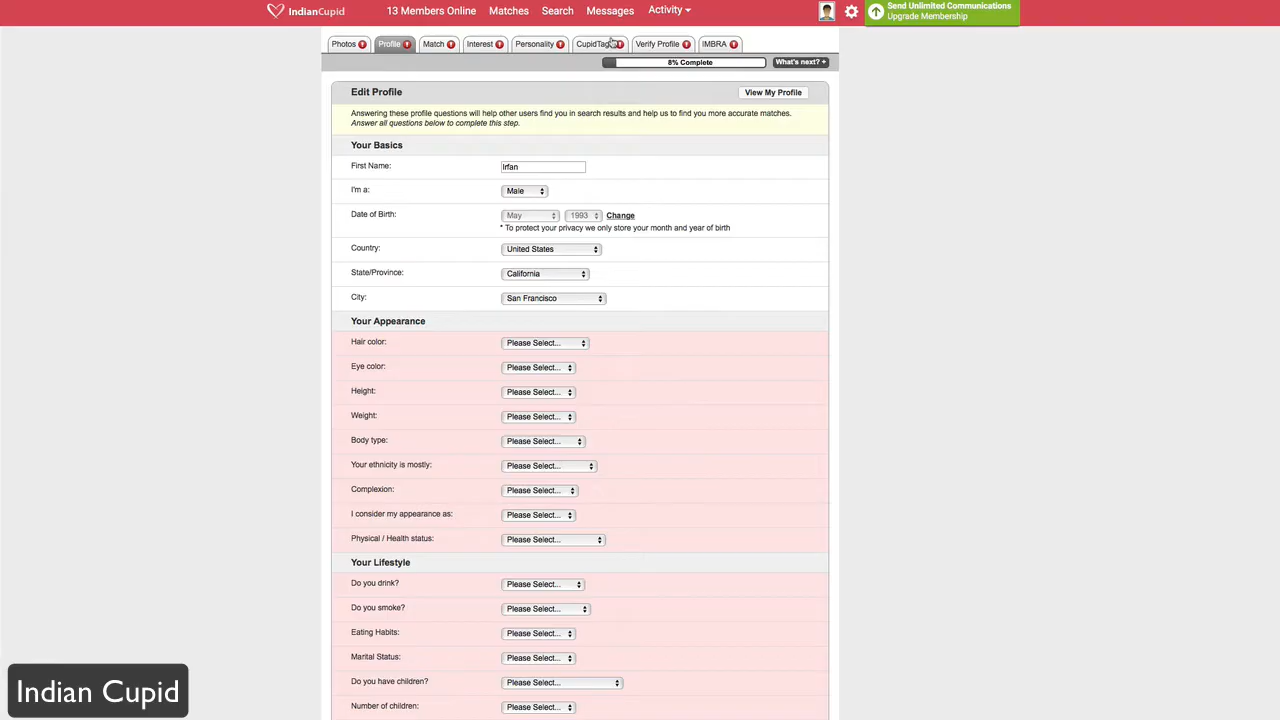 IndianCupid
13 Members Online Matches Search Messages Activity
Send Unlimited Communications
Upgrade Membership
Photos Profile Match Interest Personality CupidTag Verify Profile IMBRA
8% Complete
What's next? +
Edit Profile
View My Profile
Answering these profile questions will help other users find you in search results and help us to find you more accurate matches.
Answer all questions below to complete this step.
Your Basics
First Name: Irfan
I'm a: Male
Date of Birth: May 1993 Change
* To protect your privacy we only store your month and year of birth
Country: United States
State/Province: California
City: San Francisco
Your Appearance
Hair color: Please Select...
Eye color: Please Select...
Height: Please Select...
Weight: Please Select...
Body type: Please Select...
Your ethnicity is mostly: Please Select...
Complexion: Please Select...
I consider my appearance as: Please Select...
Physical / Health status: Please Select...
Your Lifestyle
Do you drink? Please Select...
Do you smoke? Please Select...
Eating Habits: Please Select...
Marital Status: Please Select...
Do you have children? Please Select...
Number of children: Please Select...
Indian Cupid